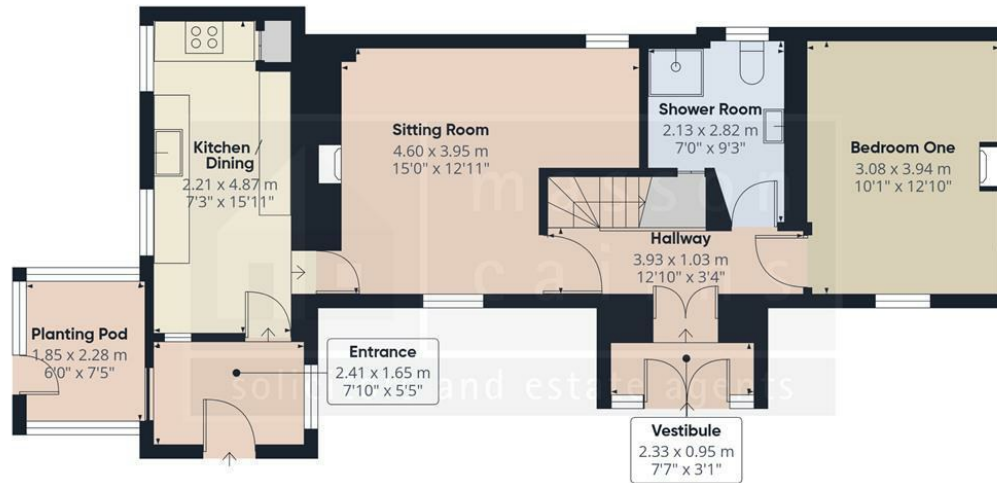 Kitchen /
Dining
2.21 x 4.87 m
7'3" x 15'11"
Sitting Room
4.60 x 3.95 m
15'0" x 12'11"
Shower Room
2.13 x 2.82 m
7'0" x 9'3"
Bedroom One
3.08 x 3.94 m
10'1" x 12'10"
Hallway
3.93 x 1.03 m
12'10" x 3'4"
Planting Pod
1.85 x 2.28 m
6'0" x 7'5"
Entrance
2.41 x 1.65 m
7'10" x 5'5"
Vestibule
2.33 x 0.95 m
7'7" x 3'1"
masson
cairns
solicitors and estate agents